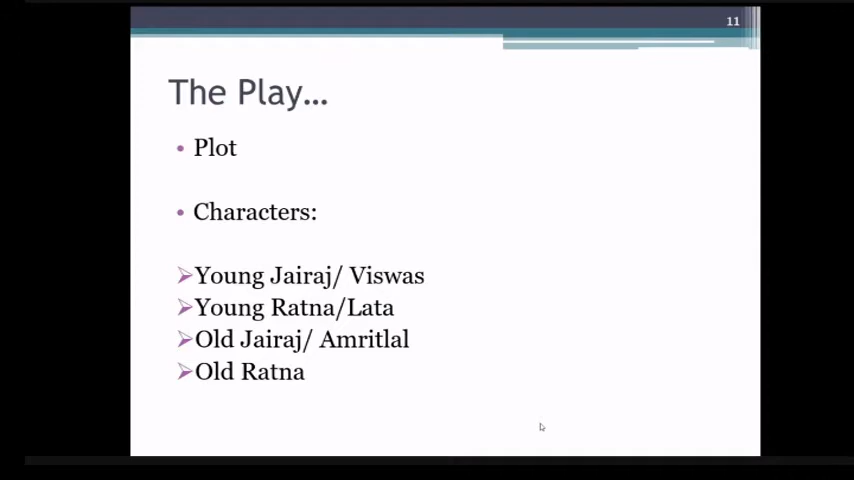 11
The Play...
• Plot
• Characters:
➢Young Jairaj/ Viswas
➢Young Ratna/Lata
➢Old Jairaj/ Amritlal
➢Old Ratna